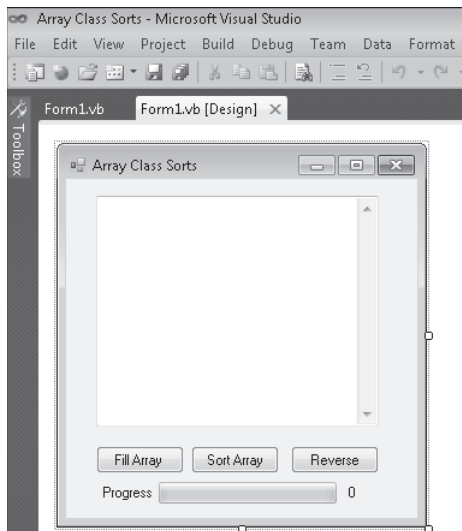 Array Class Sorts - Microsoft Visual Studio
File Edit View Project Build Debug Team Data Format
Form1.vb Form1.vb [Design]
Toolbox
Array Class Sorts
Fill Array Sort Array Reverse
Progress 0